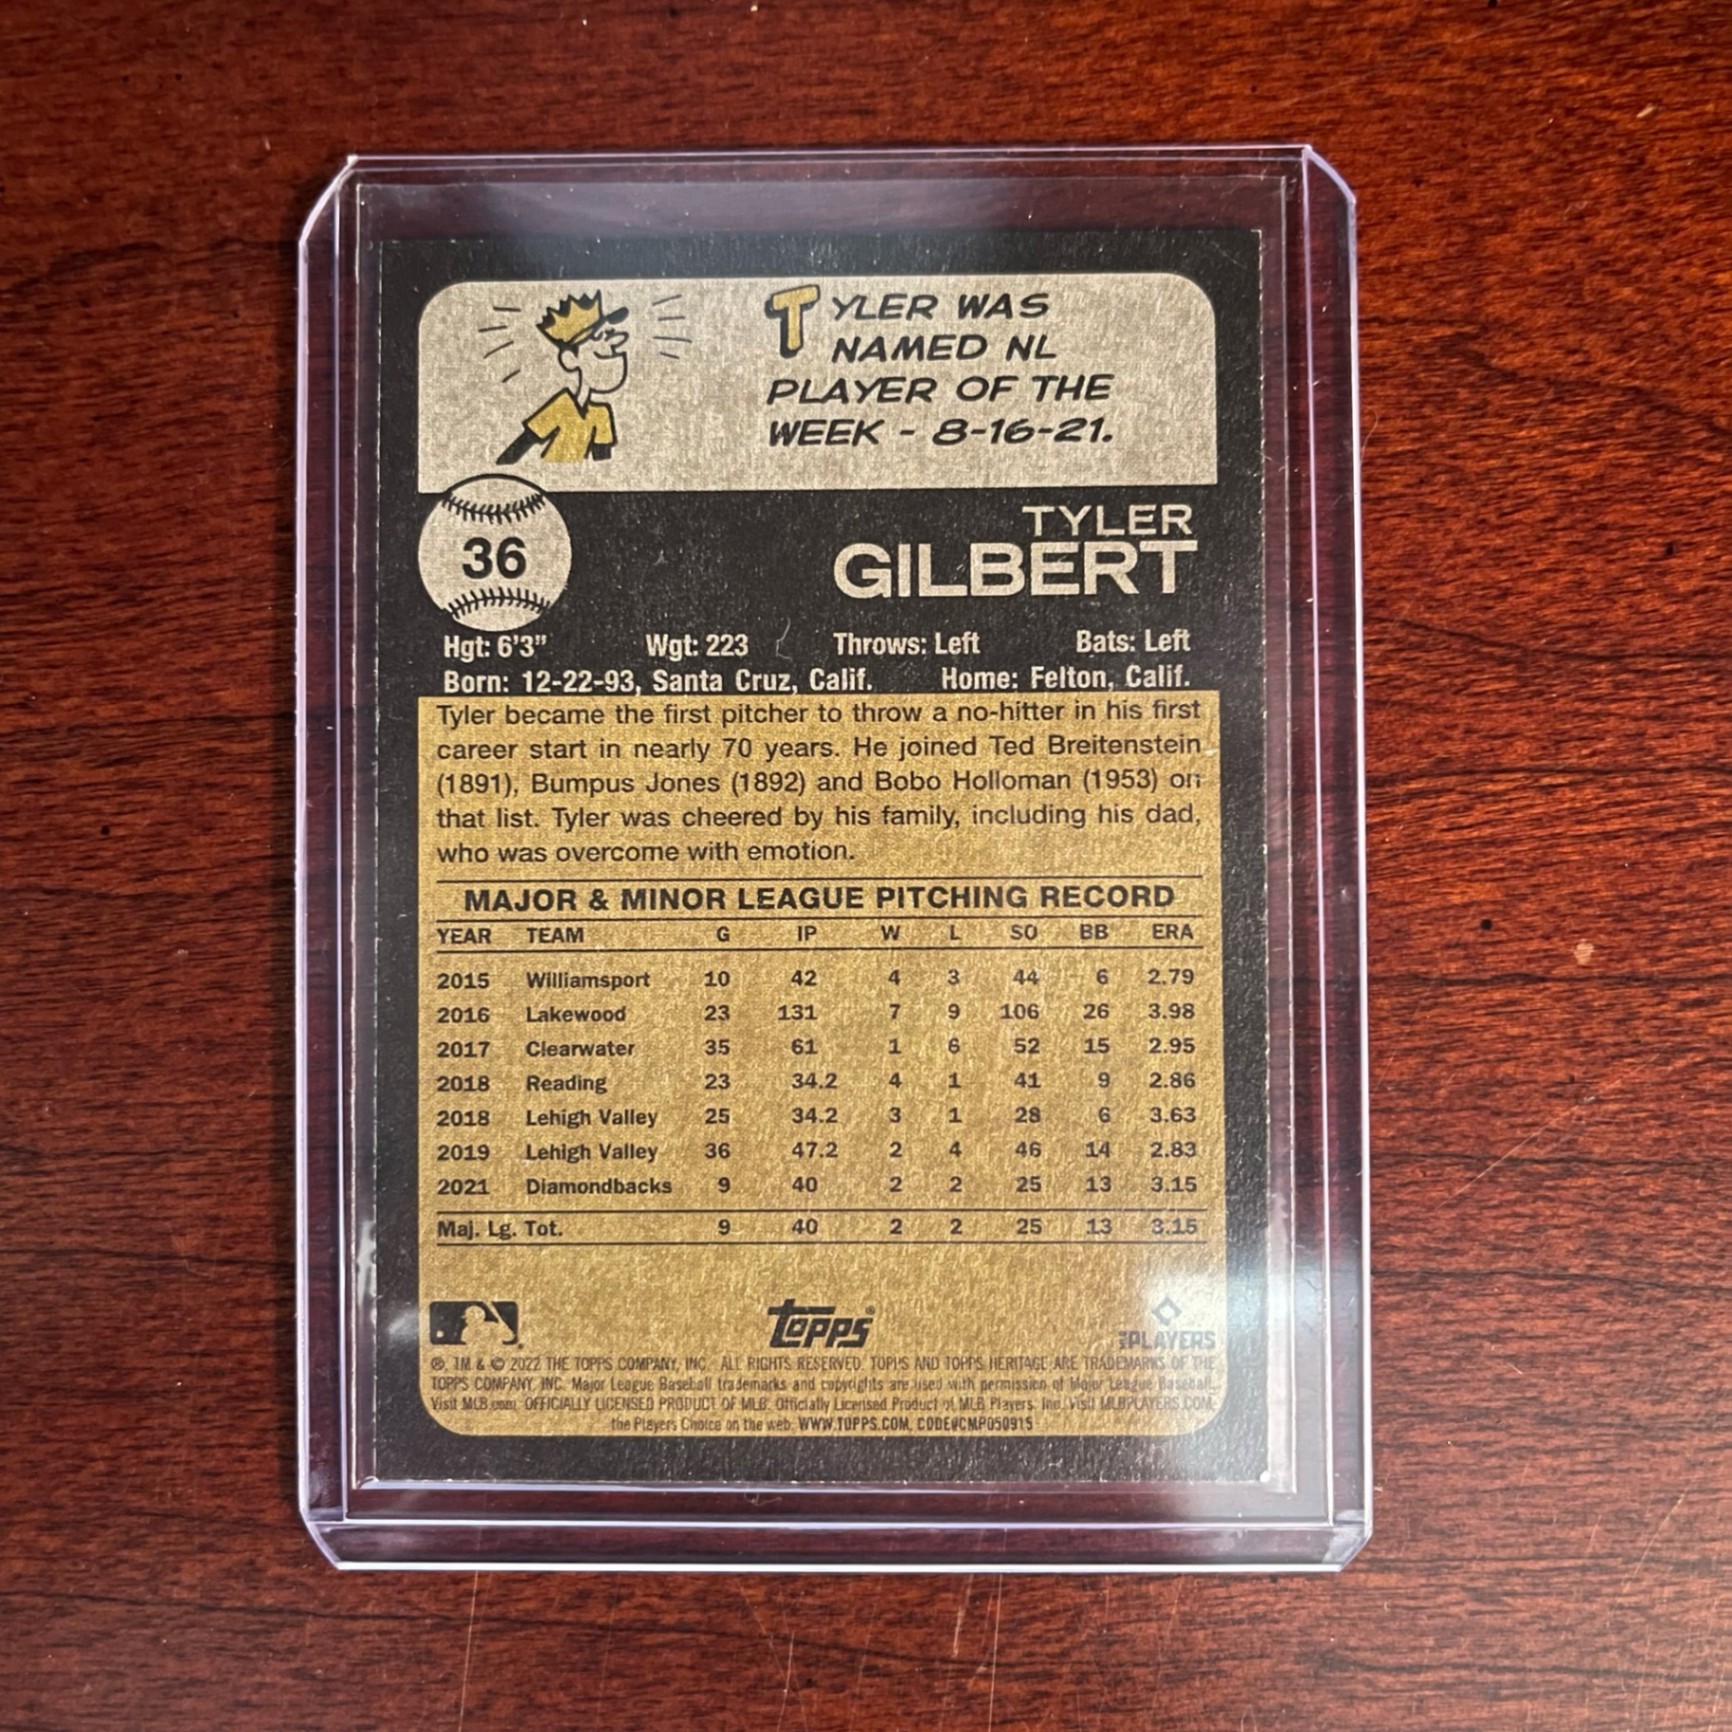 TYLER WAS
NAMED NL
PLAYER OF THE
WEEK - 8-16-21.
36
TYLER
GILBERT
Hgt: 6'3" Wgt: 223 Throws: Left Bats: Left
Born: 12-22-93, Santa Cruz, Calif. Home: Felton, Calif.
Tyler became the first pitcher to throw a no-hitter in his first
career start in nearly 70 years. He joined Ted Breitenstein
(1891), Bumpus Jones (1892) and Bobo Holloman (1953) on
that list. Tyler was cheered by his family, including his dad,
who was overcome with emotion.
MAJOR & MINOR LEAGUE PITCHING RECORD
YEAR TEAM G IP W L SO BB ERA
2015 Williamsport 10 42 4 3 44 6 2.79
2016 Lakewood 23 131 7 9 106 26 3.98
2017 Clearwater 35 61 1 6 52 15 2.95
2018 Reading 23 34.2 4 1 41 9 2.86
2018 Lehigh Valley 25 34.2 3 1 28 6 3.63
2019 Lehigh Valley 36 47.2 2 4 46 14 2.83
2021 Diamondbacks 9 40 2 2 25 13 3.15
Maj. Lg. Tot. 9 40 2 2 25 13 3.15
Topps® PLAYERS
®, TM & © 2022 THE TOPPS COMPANY, INC. ALL RIGHTS RESERVED. TOPPS AND TOPPS HERITAGE ARE TRADEMARKS OF THE
TOPPS COMPANY, INC. Major League Baseball trademarks and copyrights are used with permission of Major League Baseball.
Visit MLB.com. OFFICIALLY LICENSED PRODUCT OF MLB. Officially Licensed Product of MLB Players, Inc. Visit MLBPLAYERS.COM,
the Players Choice on the web. WWW.TOPPS.COM. CODE#CMP050915